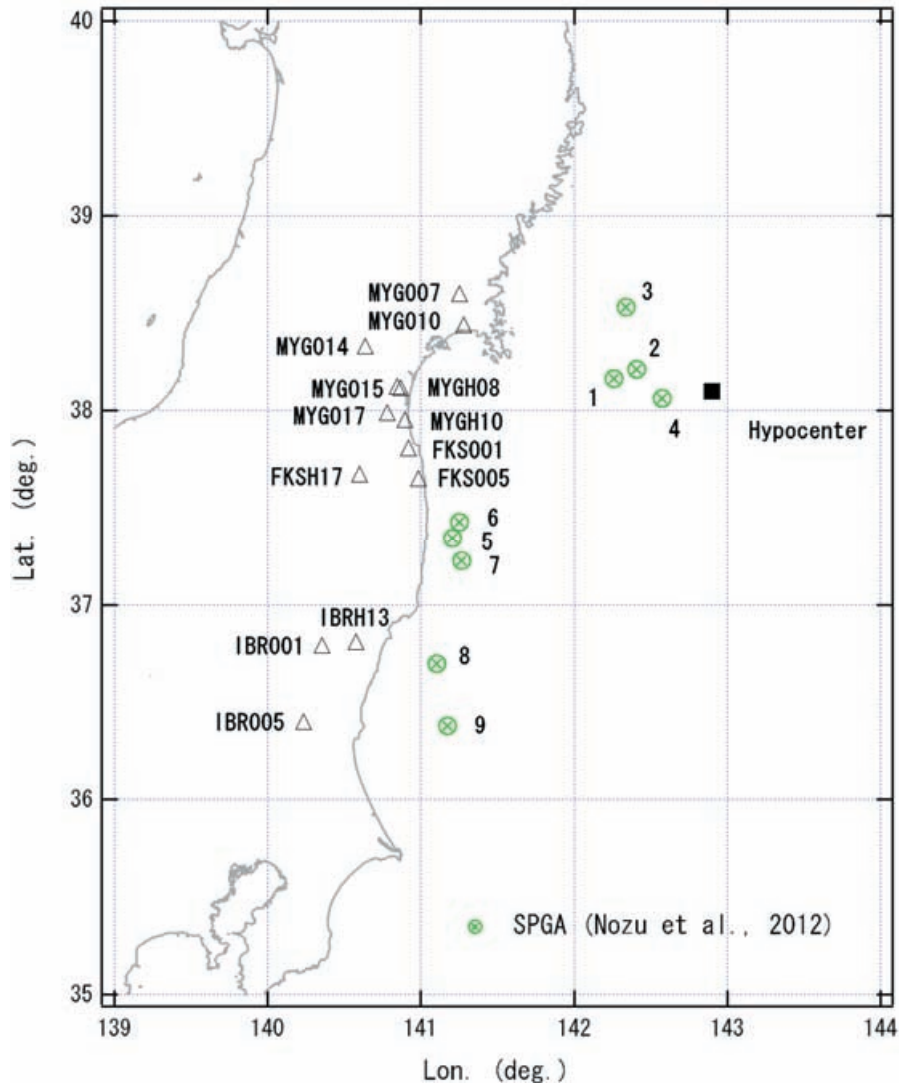 40
39
38
37
36
35
Lat. (deg.)
MYG007
MYG010
MYG014
MYG015
MYGH08
MYG017
MYGH10
FKS001
FKSH17
FKS005
3
2
1
4
Hypocenter
6
5
7
IBRH13
IBR001
8
IBR005
9
SPGA (Nozu et al., 2012)
139
140
141
142
143
144
Lon. (deg.)